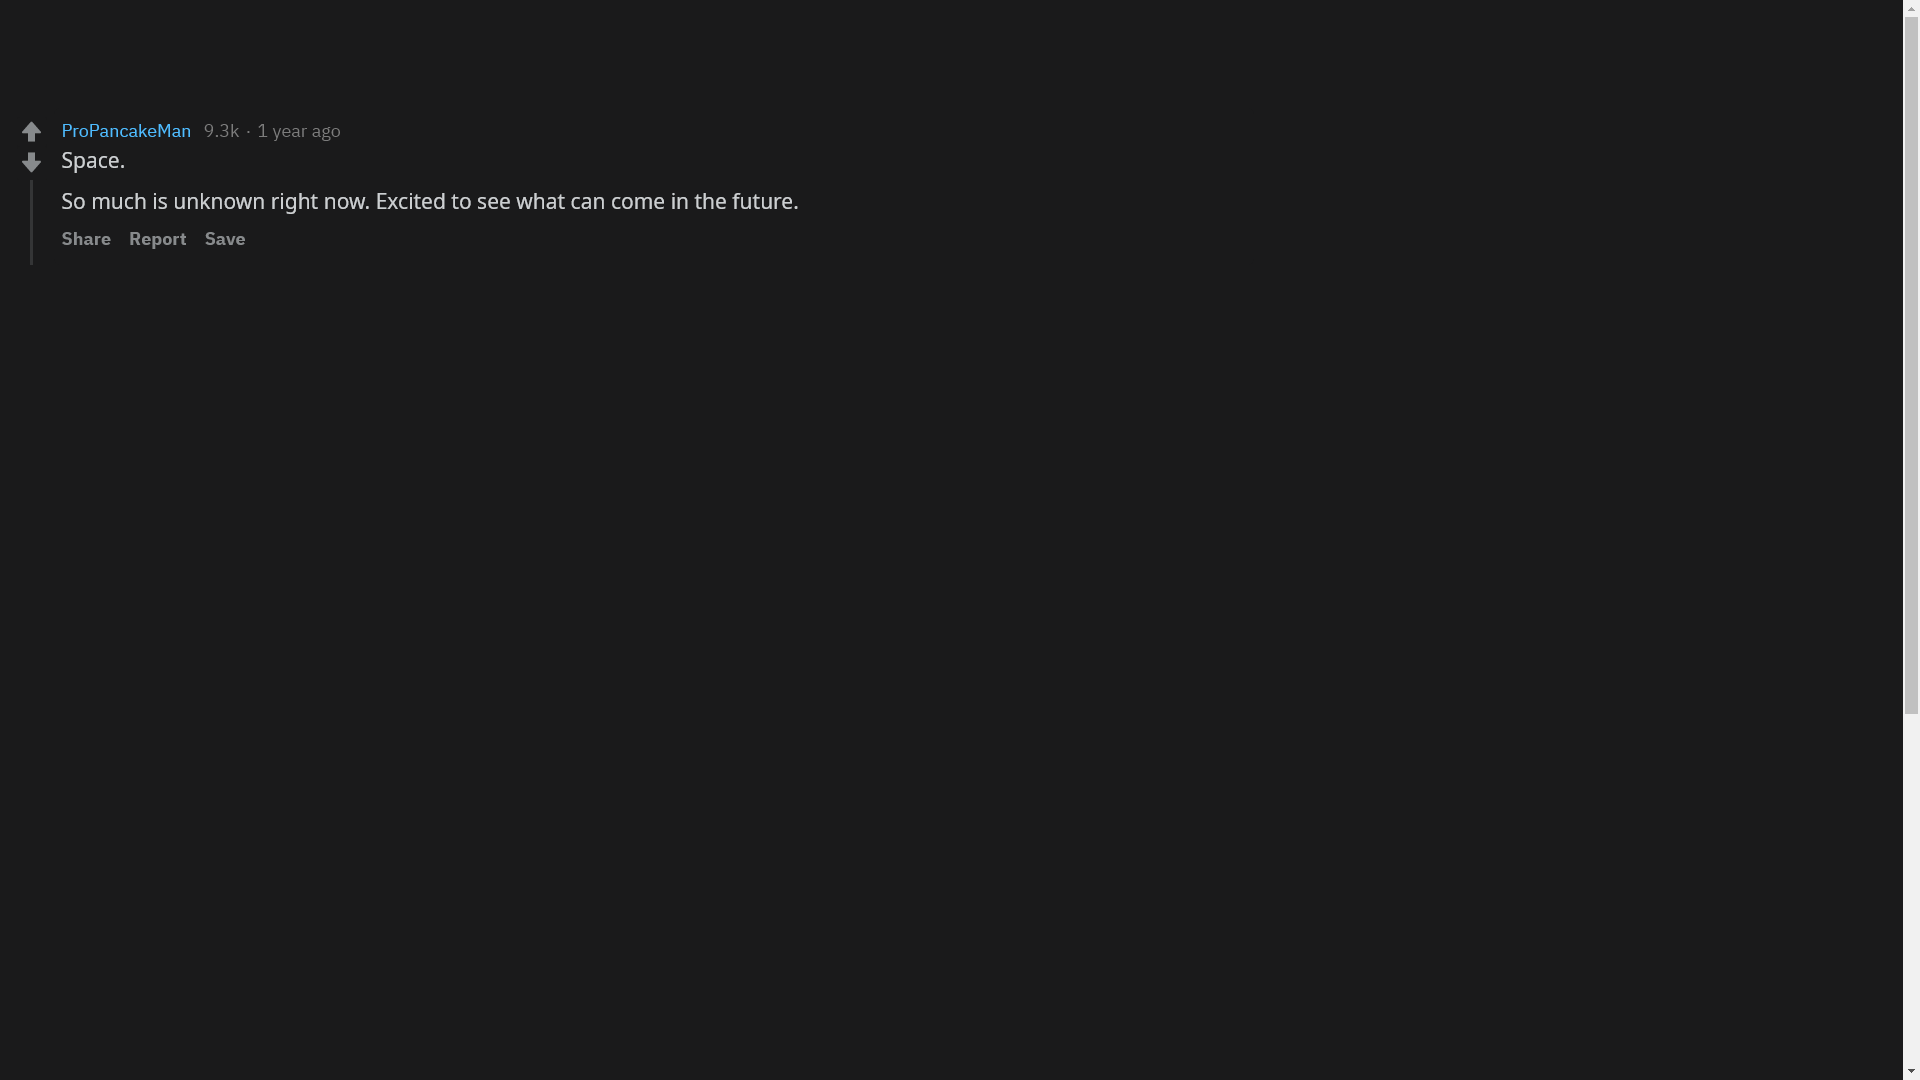 ProPancakeMan 9.3k · 1 year ago
Space.
So much is unknown right now. Excited to see what can come in the future.
Share Report Save